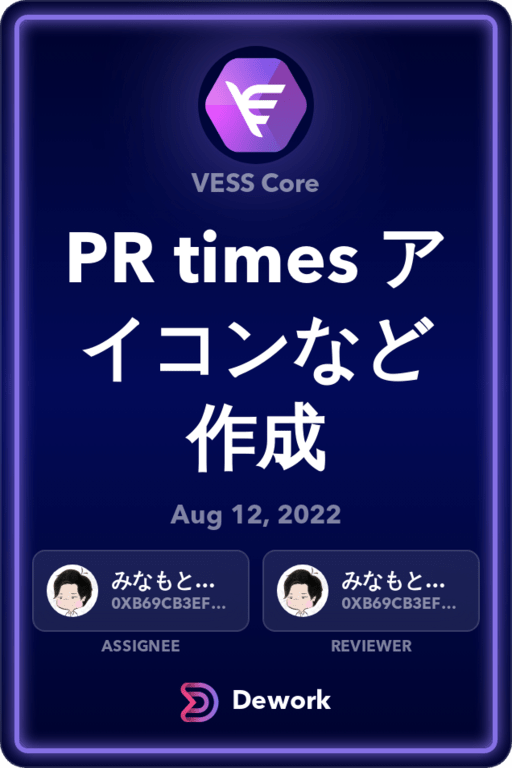 VESS Core
PR times ア
イコンなど
作成
Aug 12, 2022
みなもと...
0XB69CB3EF...
ASSIGNEE
みなもと...
0XB69CB3EF...
REVIEWER
Dework